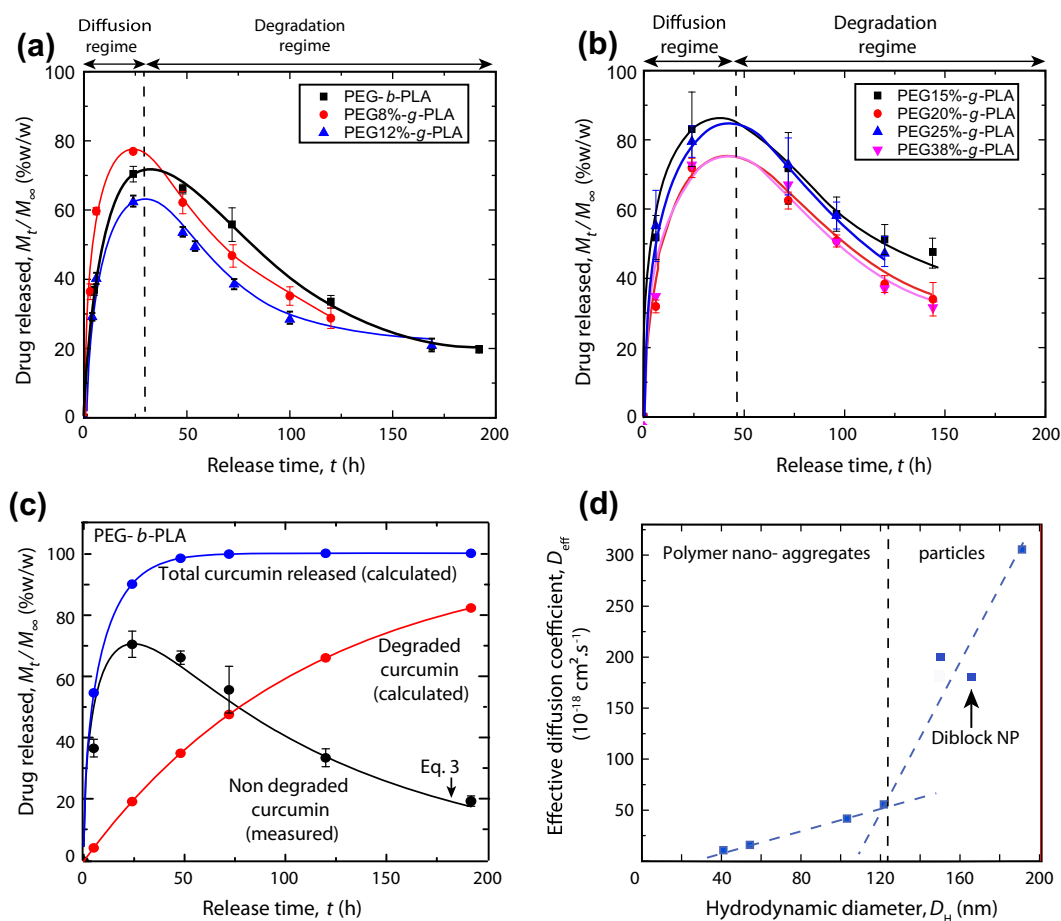 (a)
Diffusion
regime
Degradation
regime
100
80
60
40
20
0
Drug released, Mt / M∞ (%w/w)
PEG- b-PLA
PEG8%-g-PLA
PEG12%-g-PLA
0
50
100
150
200
Release time, t (h)
(b)
Diffusion
regime
Degradation
regime
100
80
60
40
20
0
Drug released, Mt / M∞ (%w/w)
PEG15%-g-PLA
PEG20%-g-PLA
PEG25%-g-PLA
PEG38%-g-PLA
0
50
100
150
200
Release time, t (h)
(c)
PEG- b-PLA
100
80
60
40
20
0
Drug released, Mt / M∞ (%w/w)
Total curcumin released (calculated)
Degraded
curcumin
(calculated)
Eq. 3
Non degraded
curcumin
(measured)
0
50
100
150
200
Release time, t (h)
(d)
300
250
200
150
100
50
0
Effective diffusion coefficient, Deff
(10⁻¹⁸ cm².s⁻¹)
Polymer nano- aggregates
particles
Diblock NP
0
40
80
120
160
200
Hydrodynamic diameter, DH (nm)